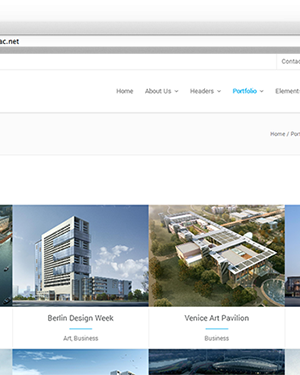 ac.net
Contac
Home About Us Headers Portfolio Element
Home / Por
Berlin Design Week Venice Art Pavilion
Art, Business Business